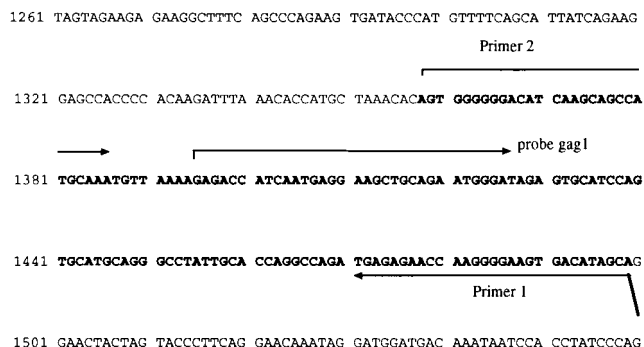 1261 TAGTAGAAGA GAAGGCTTTC AGCCCAGAAG TGATACCCAT GTTTTCAGCA TTATCAGAAG
Primer 2
1321 GAGCCACCCC ACAAGATTTA AACACCATGC TAAACACAGT GGGGGGACAT CAAGCAGCCA
probe gag1
1381 TGCAAATGTT AAAAGAGACC ATCAATGAGG AAGCTGCAGA ATGGGATAGA GTGCATCCAG
1441 TGCATGCAGG GCCTATTGCA CCAGGCCAGA TGAGAGAACC AAGGGGAAGT GACATAGCAG
Primer 1
1501 GAACTACTAG TACCCTTCAG GAACAAATAG GATGGATGAC AAATAATCCA CCTATCCCAG